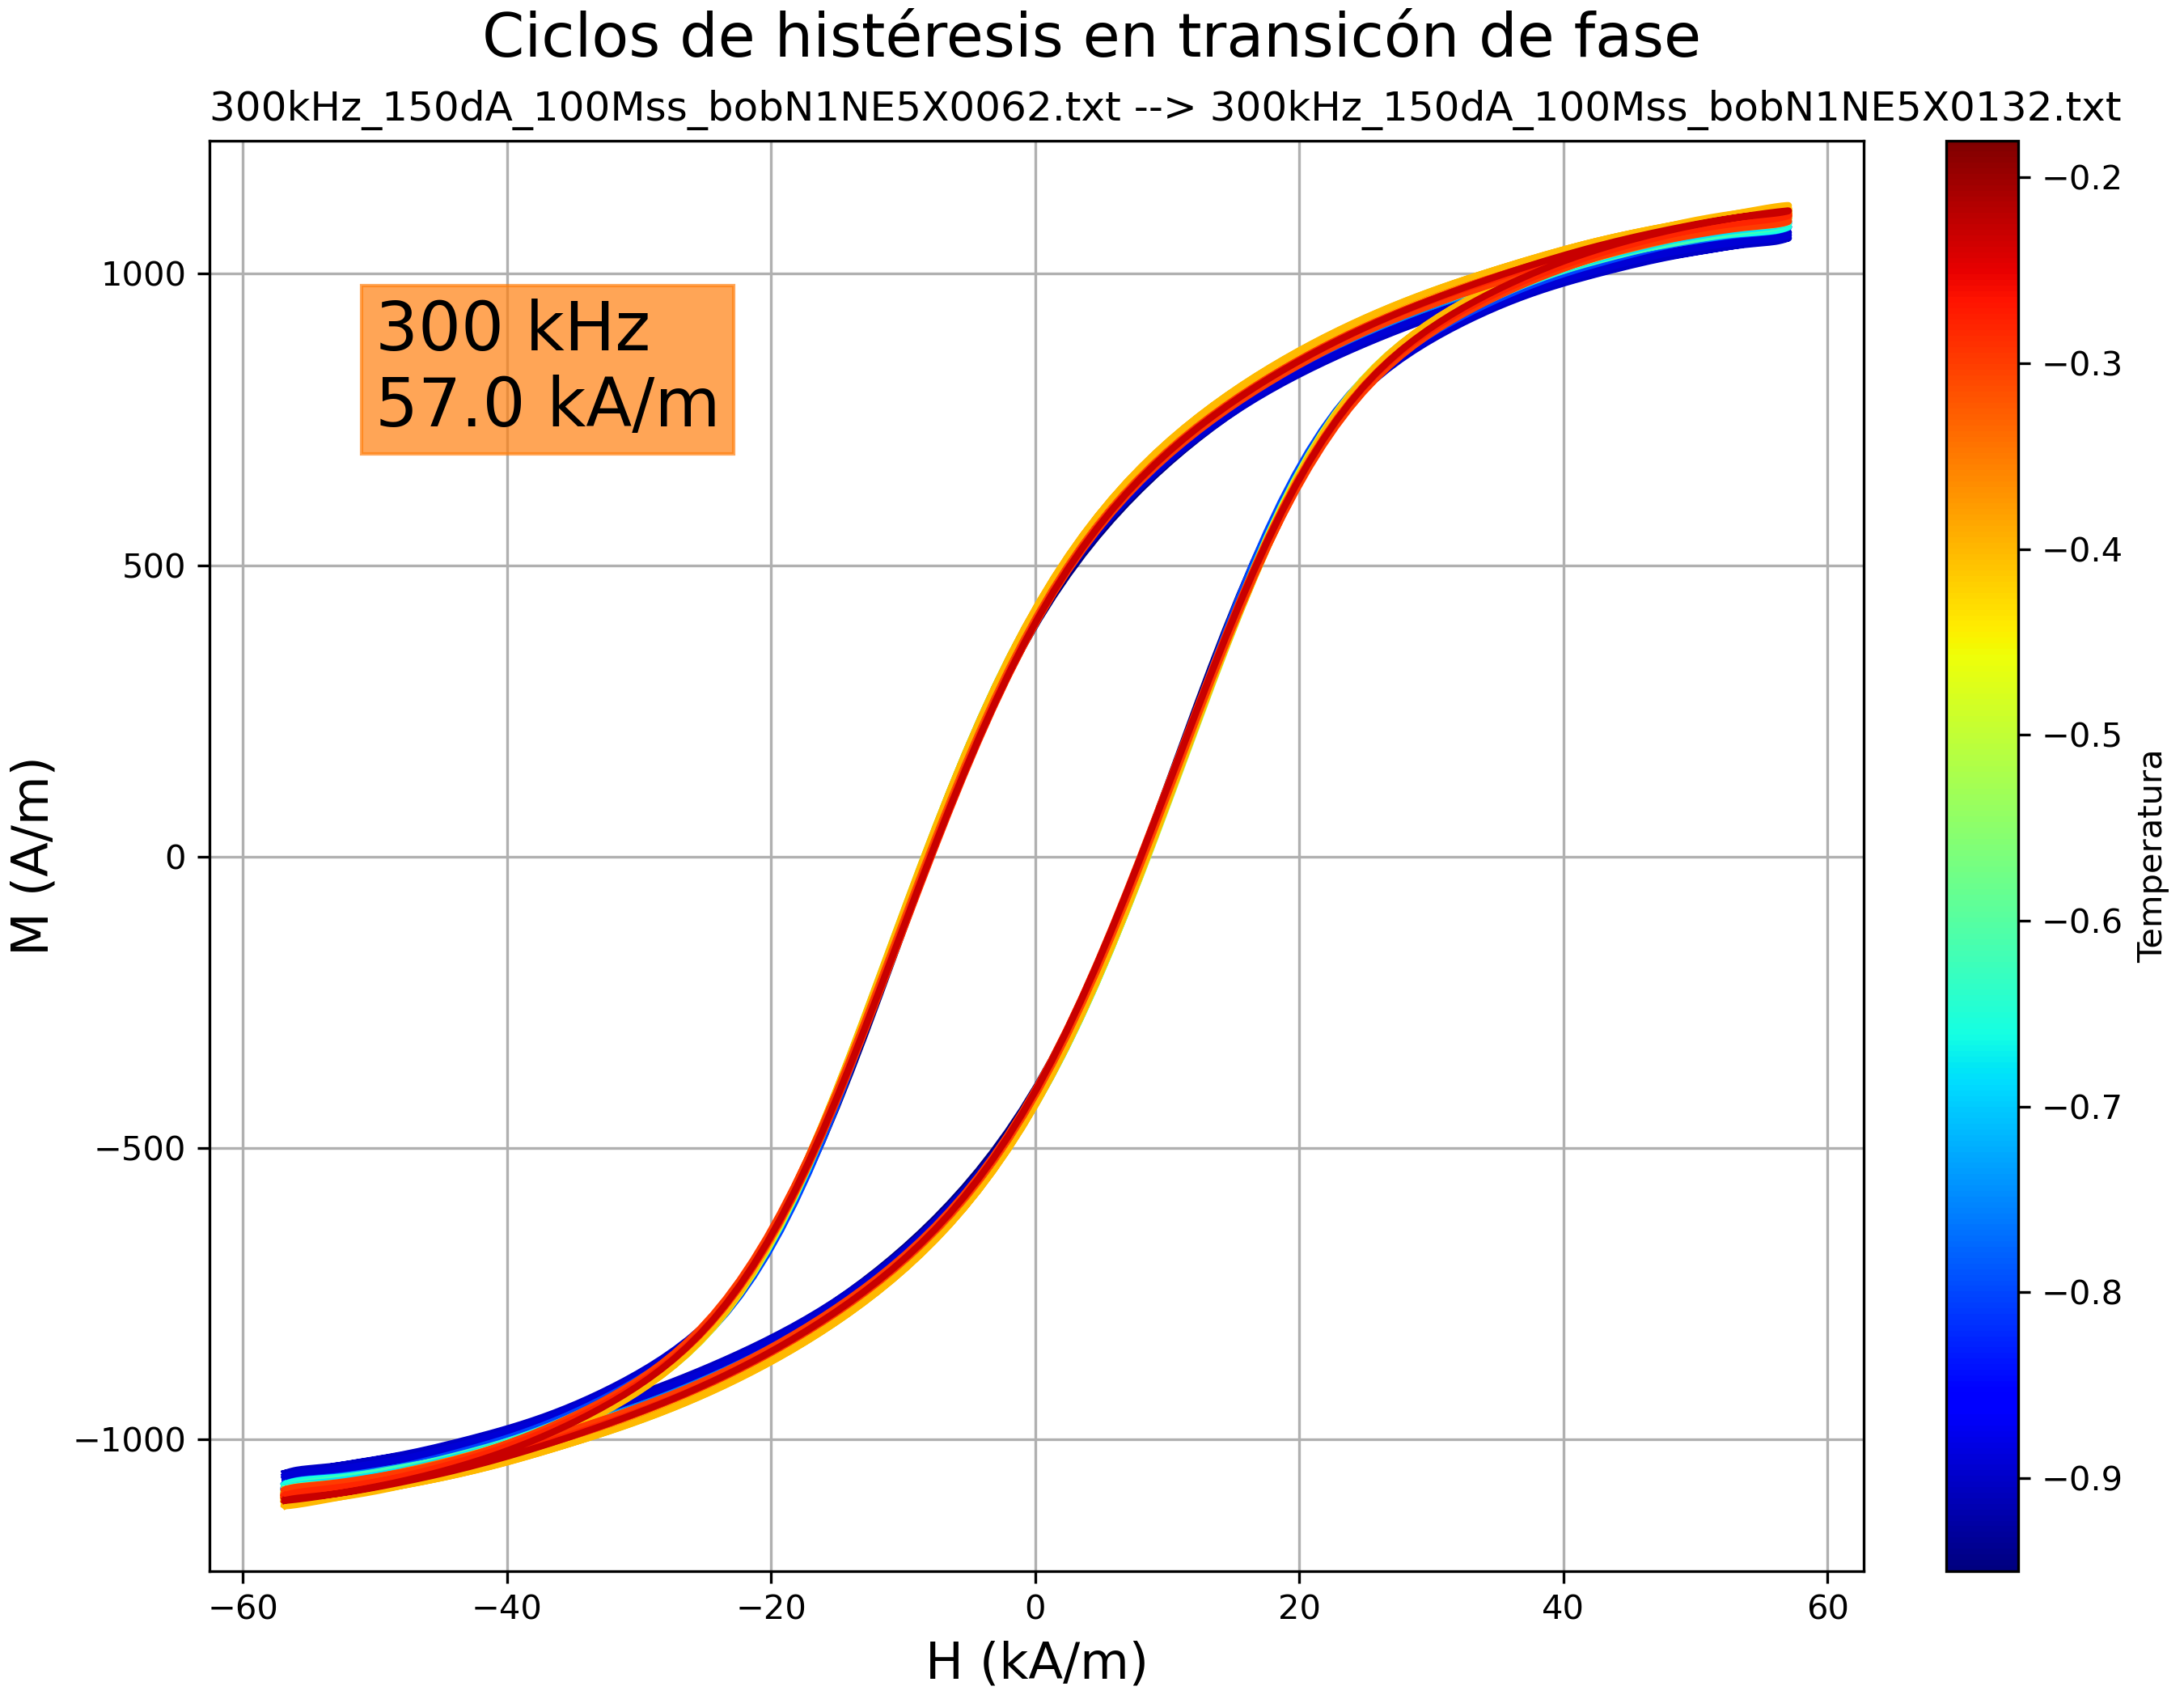 Ciclos de histéresis en transicón de fase
300kHz_150dA_100Mss_bobN1NE5X0062.txt --> 300kHz_150dA_100Mss_bobN1NE5X0132.txt
300 kHz
57.0 kA/m
M (A/m)
1000
500
0
−500
−1000
−60
−40
−20
0
20
40
60
H (kA/m)
−0.2
−0.3
−0.4
−0.5
−0.6
−0.7
−0.8
−0.9
Temperatura